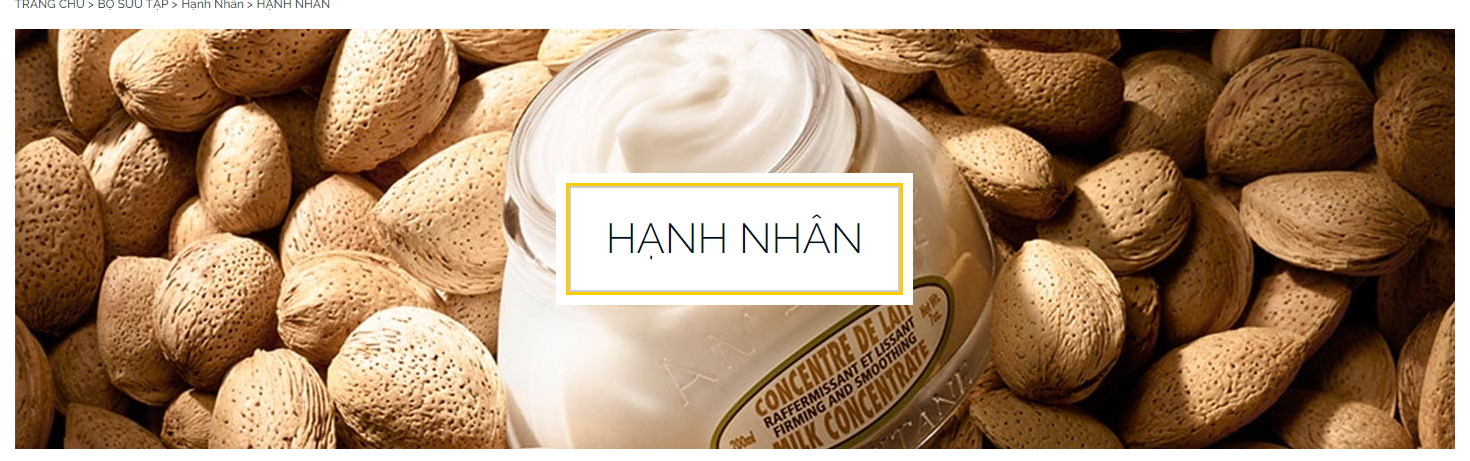 TRANG CHỦ > BỘ SƯU TẬP > Hạnh Nhân > HẠNH NHÂN
HẠNH NHÂN
CONCENTRE DE LAIT
RAFFERMISSANT ET LISSANT
FIRMING AND SMOOTHING
MILK CONCENTRATE
200ml